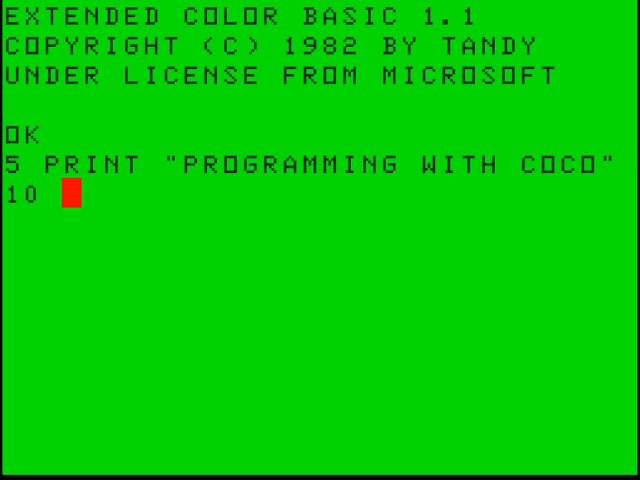 EXTENDED COLOR BASIC 1.1
COPYRIGHT (C) 1982 BY TANDY
UNDER LICENSE FROM MICROSOFT
OK
5 PRINT "PROGRAMMING WITH COCO"
10